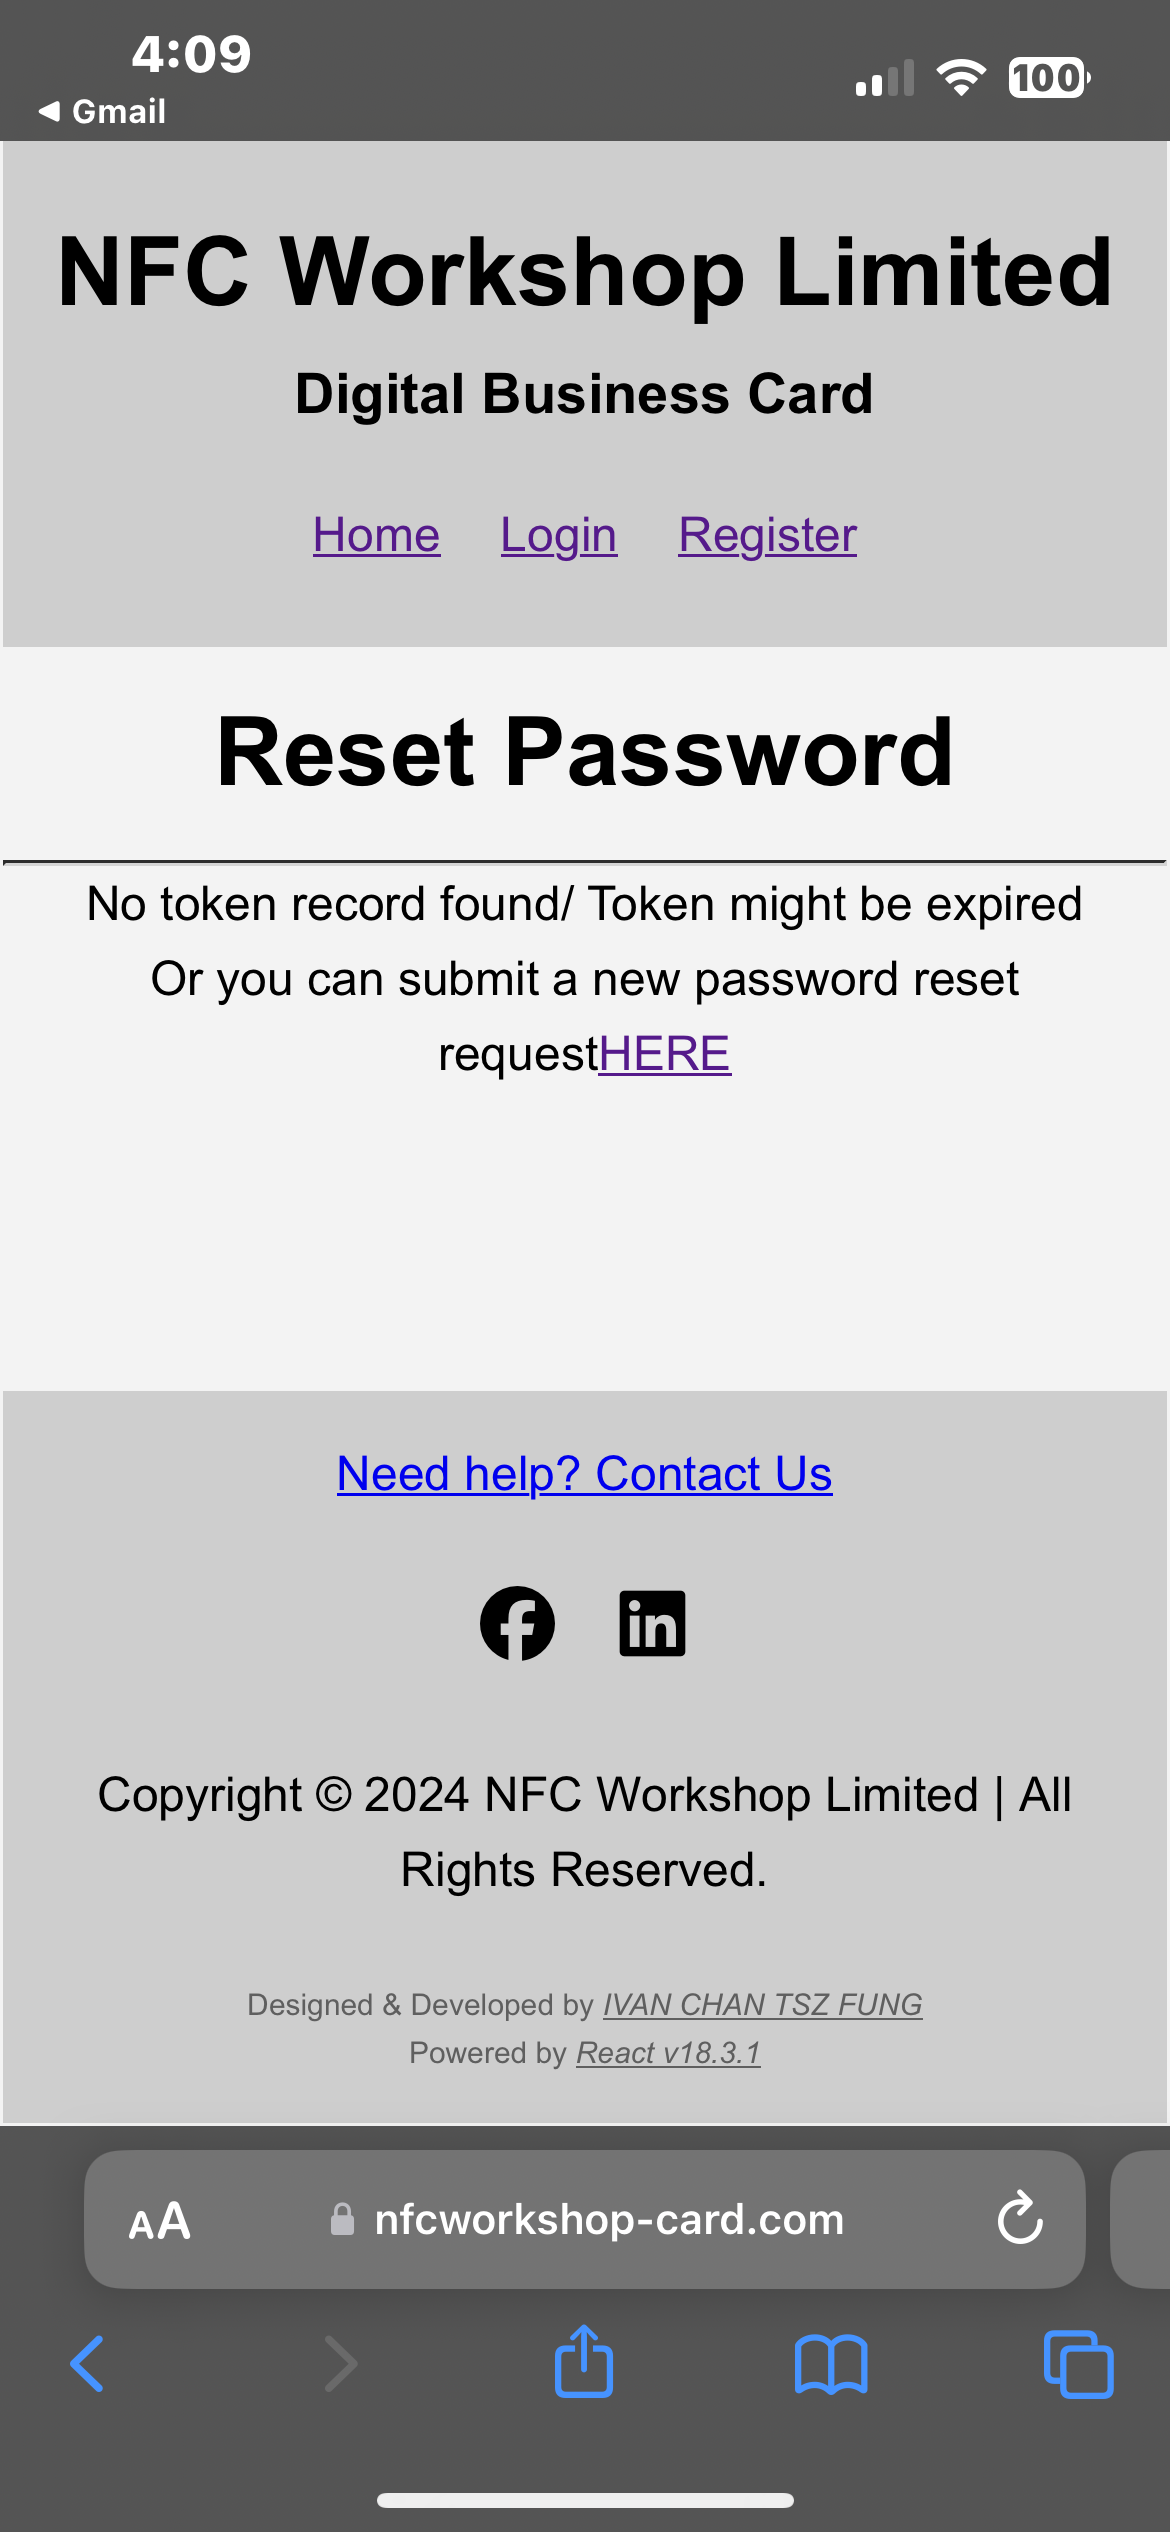 4:09
100
◀ Gmail
NFC Workshop Limited
Digital Business Card
Home Login Register
Reset Password
No token record found/ Token might be expired
Or you can submit a new password reset
requestHERE
Need help? Contact Us
Copyright © 2024 NFC Workshop Limited | All
Rights Reserved.
Designed & Developed by IVAN CHAN TSZ FUNG
Powered by React v18.3.1
AA nfcworkshop-card.com